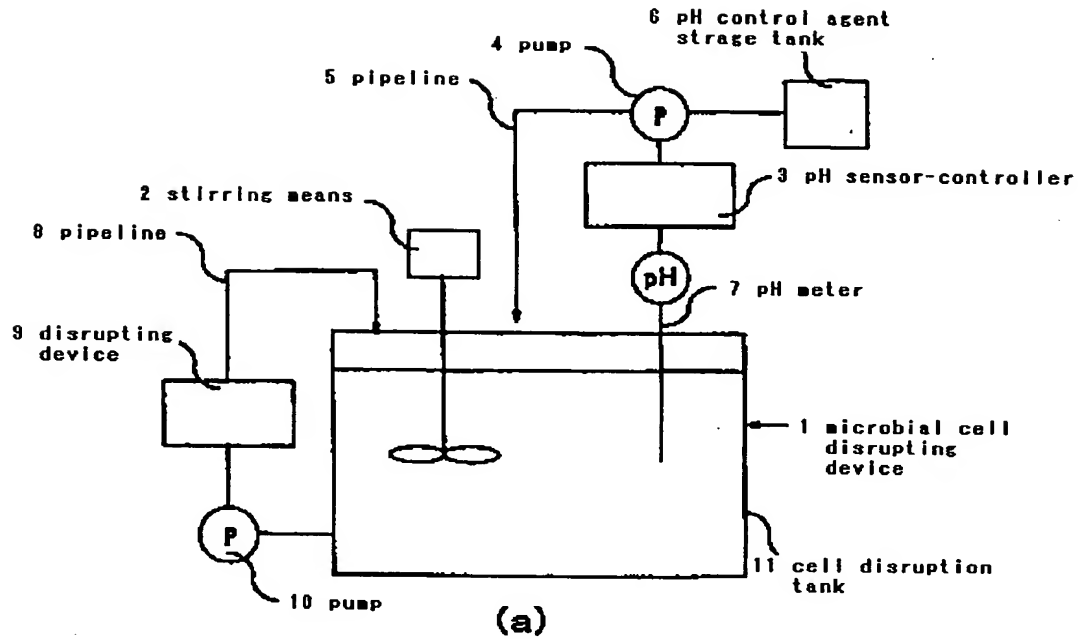 6 pH control agent
strage tank
4 pump
5 pipeline
P
3 pH sensor-controller
2 stirring means
8 pipeline
pH
7 pH meter
9 disrupting
device
1 microbial cell
disrupting
device
P
11 cell disruption
tank
10 pump
(a)